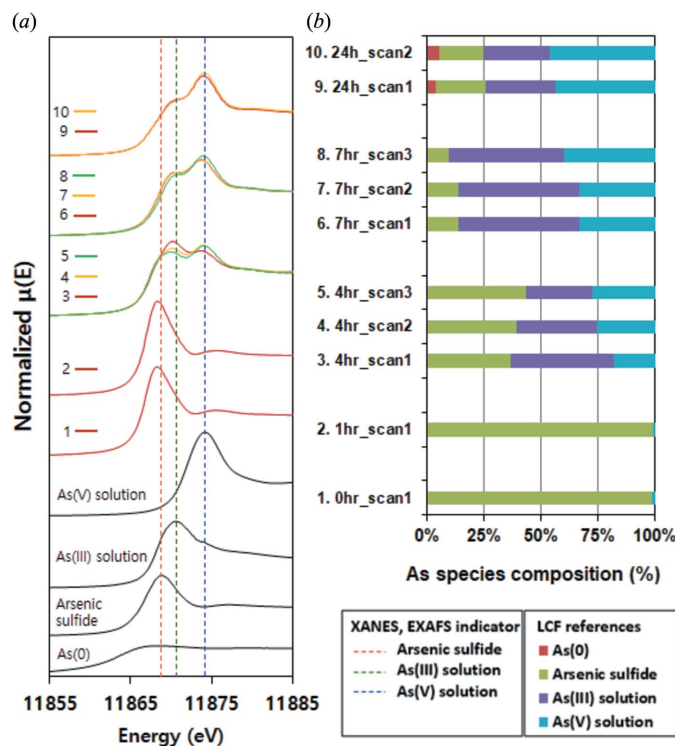 (a)
(b)
10
9
8
7
6
5
4
3
2
1
As(V) solution
As(III) solution
Arsenic
sulfide
As(0)
Normalized μ(E)
11855 11865 11875 11885
Energy (eV)
10. 24h_scan2
9. 24h_scan1
8. 7hr_scan3
7. 7hr_scan2
6. 7hr_scan1
5. 4hr_scan3
4. 4hr_scan2
3. 4hr_scan1
2. 1hr_scan1
1. 0hr_scan1
0% 25% 50% 75% 100%
As species composition (%)
XANES, EXAFS indicator
Arsenic sulfide
As(III) solution
As(V) solution
LCF references
As(0)
Arsenic sulfide
As(III) solution
As(V) solution